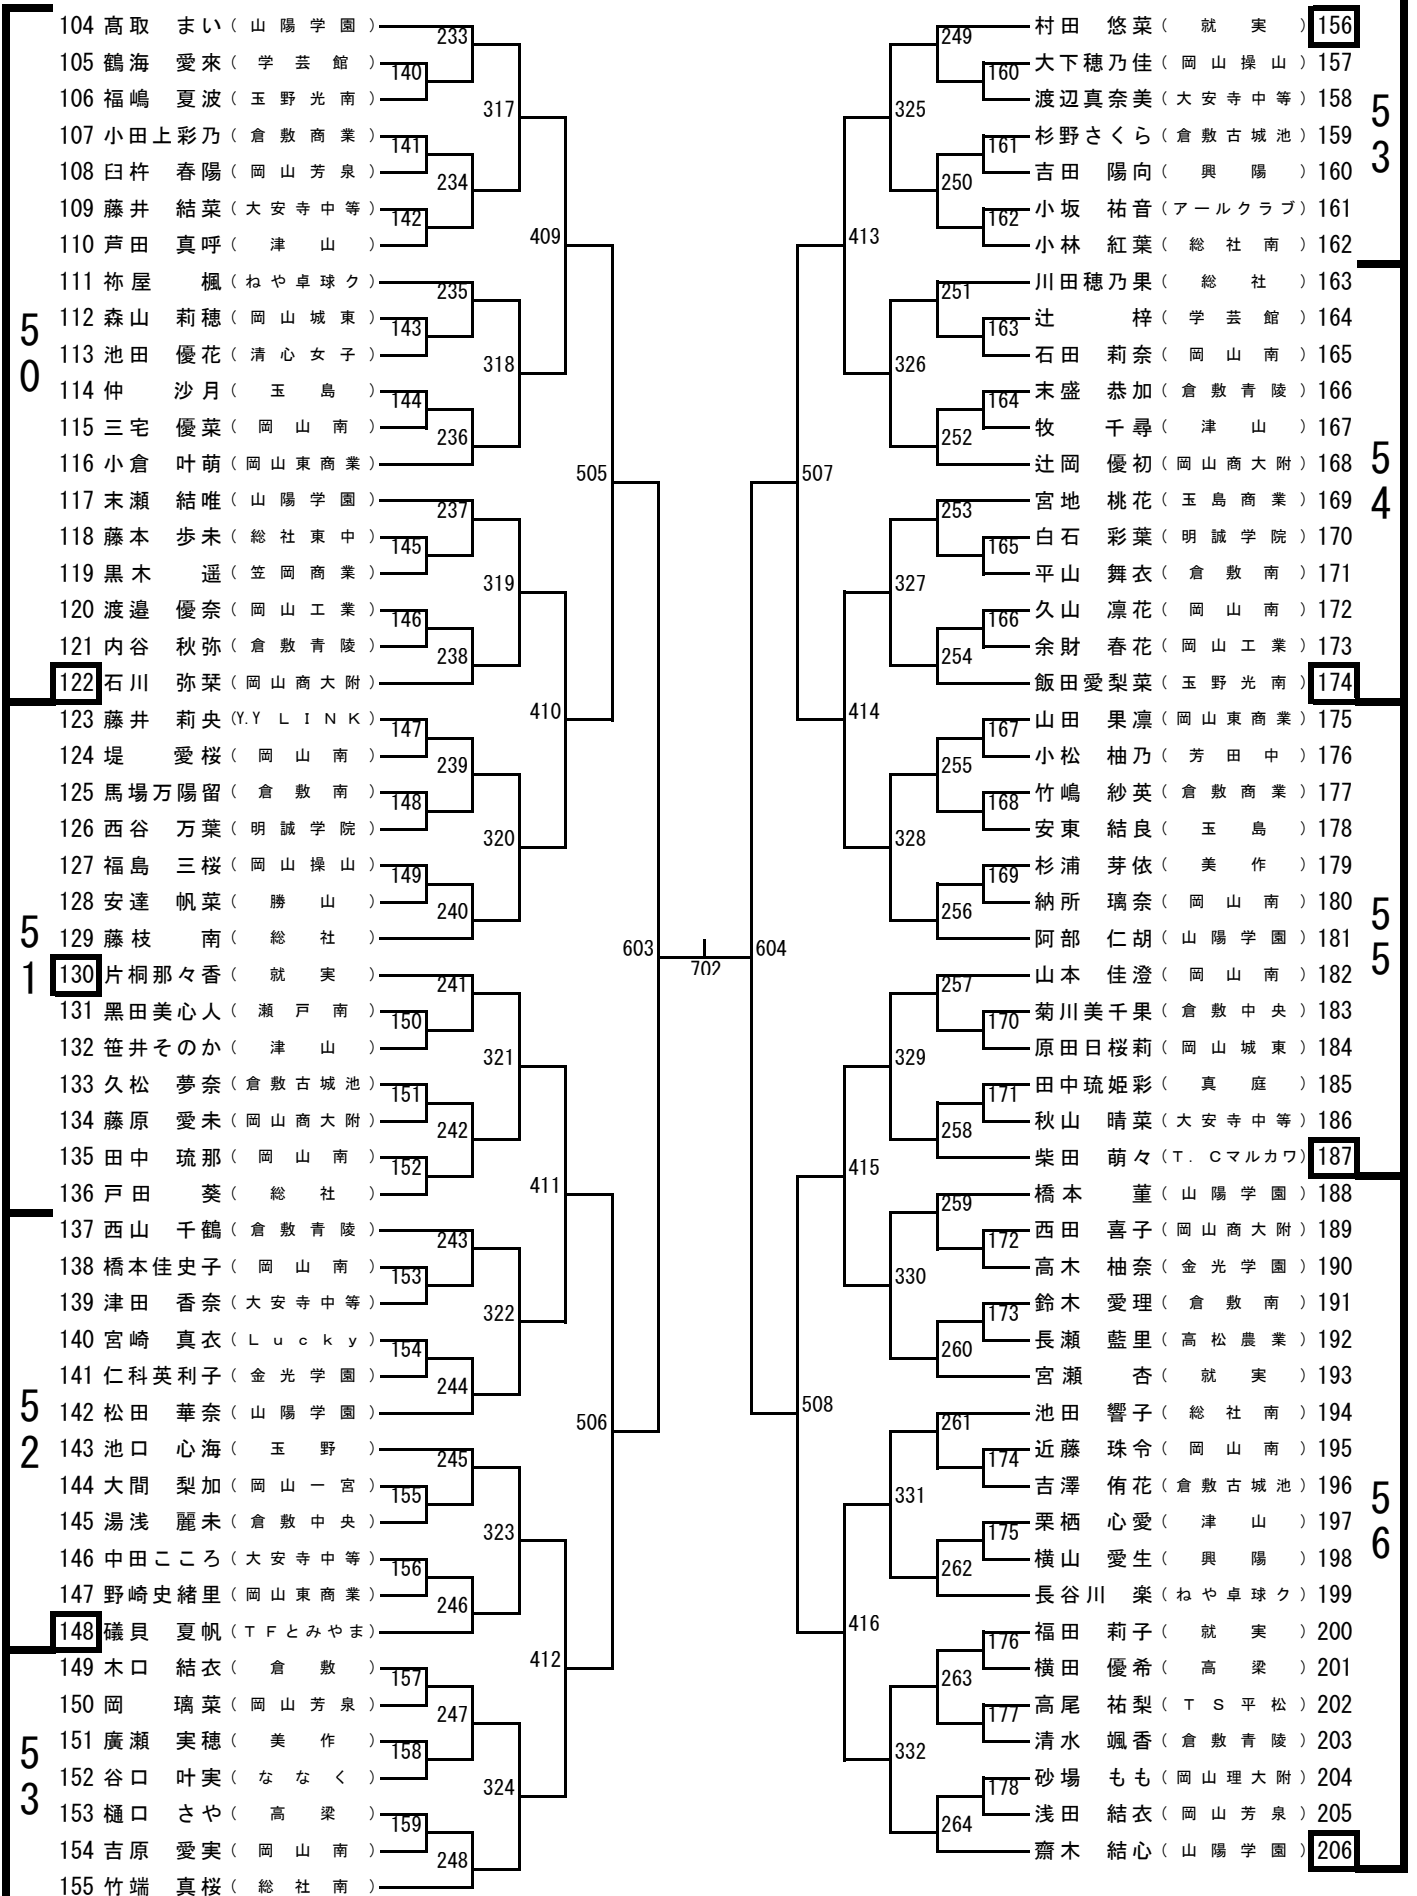 104 髙取 まい (山陽学園)
105 鶴海 愛來 (学芸館)
106 福嶋 夏波 (玉野光南)
107 小田上彩乃 (倉敷商業)
108 臼杵 春陽 (岡山芳泉)
109 藤井 結菜 (大安寺中等)
110 芦田 真呼 (津山)
111 祢屋 楓 (ねや卓球ク)
112 森山 莉穂 (岡山城東)
113 池田 優花 (清心女子)
114 仲 沙月 (玉島)
115 三宅 優菜 (岡山南)
116 小倉 叶萌 (岡山東商業)
117 末瀬 結唯 (山陽学園)
118 藤本 歩未 (総社東中)
119 黒木 遥 (笠岡商業)
120 渡邉 優奈 (岡山工業)
121 内谷 秋弥 (倉敷青陵)
122 石川 弥栞 (岡山商大附)
50
123 藤井 莉央 (Y.Y LINK)
124 堤 愛桜 (岡山南)
125 馬場万陽留 (倉敷南)
126 西谷 万葉 (明誠学院)
127 福島 三桜 (岡山操山)
128 安達 帆菜 (勝山)
129 藤枝 南 (総社)
130 片桐那々香 (就実)
131 黑田美心人 (瀬戸南)
132 笹井そのか (津山)
133 久松 夢奈 (倉敷古城池)
134 藤原 愛未 (岡山商大附)
135 田中 琉那 (岡山南)
136 戸田 葵 (総社)
51
137 西山 千鶴 (倉敷青陵)
138 橋本佳史子 (岡山南)
139 津田 香奈 (大安寺中等)
140 宮崎 真衣 (Lucky)
141 仁科英利子 (金光学園)
142 松田 華奈 (山陽学園)
143 池口 心海 (玉野)
144 大間 梨加 (岡山一宮)
145 湯浅 麗未 (倉敷中央)
146 中田こころ (大安寺中等)
147 野崎史緒里 (岡山東商業)
148 礒貝 夏帆 (TFとみやま)
52
149 木口 結衣 (倉敷)
150 岡 璃菜 (岡山芳泉)
151 廣瀬 実穂 (美作)
152 谷口 叶実 (ななく)
153 樋口 さや (高梁)
154 吉原 愛実 (岡山南)
155 竹端 真桜 (総社南)
53
233
140
317
141
234
142
409
235
143
318
144
236
505
237
145
319
146
238
410
147
239
148
320
149
240
603
241
150
321
151
242
152
411
243
153
322
154
244
506
245
155
323
156
246
412
157
247
158
324
159
248
702
604
249
160
325
161
250
162
413
251
163
326
164
252
507
253
165
327
166
254
414
167
255
168
328
169
256
257
170
329
171
258
415
259
172
330
173
260
508
261
174
331
175
262
416
176
263
177
332
178
264
村田 悠菜 (就実) 156
大下穂乃佳 (岡山操山) 157
渡辺真奈美 (大安寺中等) 158
杉野さくら (倉敷古城池) 159
吉田 陽向 (興陽) 160
小坂 祐音 (アールクラブ) 161
小林 紅葉 (総社南) 162
53
川田穂乃果 (総社) 163
辻 梓 (学芸館) 164
石田 莉奈 (岡山南) 165
末盛 恭加 (倉敷青陵) 166
牧 千尋 (津山) 167
辻岡 優初 (岡山商大附) 168
宮地 桃花 (玉島商業) 169
白石 彩葉 (明誠学院) 170
平山 舞衣 (倉敷南) 171
久山 凛花 (岡山南) 172
余財 春花 (岡山工業) 173
飯田愛梨菜 (玉野光南) 174
54
山田 果凛 (岡山東商業) 175
小松 柚乃 (芳田中) 176
竹嶋 紗英 (倉敷商業) 177
安東 結良 (玉島) 178
杉浦 芽依 (美作) 179
納所 璃奈 (岡山南) 180
阿部 仁胡 (山陽学園) 181
山本 佳澄 (岡山南) 182
菊川美千果 (倉敷中央) 183
原田日桜莉 (岡山城東) 184
田中琉姫彩 (真庭) 185
秋山 晴菜 (大安寺中等) 186
柴田 萌々 (T.Cマルカワ) 187
55
橋本 菫 (山陽学園) 188
西田 喜子 (岡山商大附) 189
高木 柚奈 (金光学園) 190
鈴木 愛理 (倉敷南) 191
長瀬 藍里 (高松農業) 192
宮瀬 杏 (就実) 193
池田 響子 (総社南) 194
近藤 珠令 (岡山南) 195
吉澤 侑花 (倉敷古城池) 196
栗栖 心愛 (津山) 197
横山 愛生 (興陽) 198
長谷川 楽 (ねや卓球ク) 199
福田 莉子 (就実) 200
横田 優希 (高梁) 201
高尾 祐梨 (TS平松) 202
清水 颯香 (倉敷青陵) 203
砂場 もも (岡山理大附) 204
浅田 結衣 (岡山芳泉) 205
齋木 結心 (山陽学園) 206
56